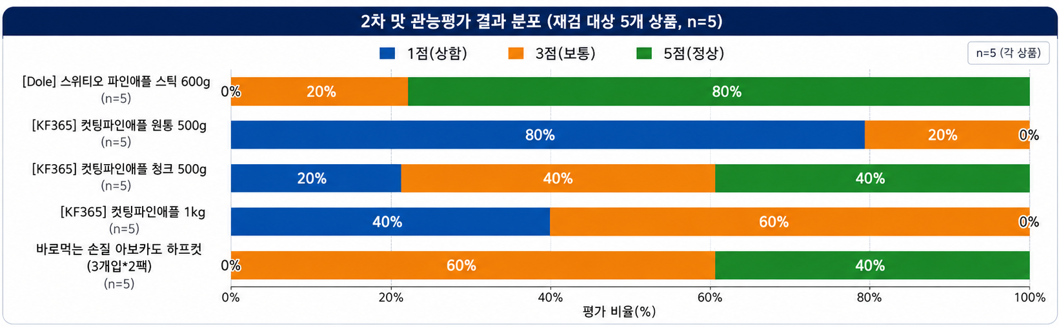 2차 맛 관능평가 결과 분포 (재검 대상 5개 상품, n=5)
1점(상함) 3점(보통) 5점(정상)
n=5 (각 상품)
[Dole] 스위티오 파인애플 스틱 600g
(n=5)
0% 20% 80%
[KF365] 컷팅파인애플 원통 500g
(n=5)
80% 20% 0%
[KF365] 컷팅파인애플 청크 500g
(n=5)
20% 40% 40%
[KF365] 컷팅파인애플 1kg
(n=5)
40% 60% 0%
바로먹는 손질 아보카도 하프컷
(3개입*2팩)
(n=5)
0% 60% 40%
0% 20% 40% 60% 80% 100%
평가 비율(%)